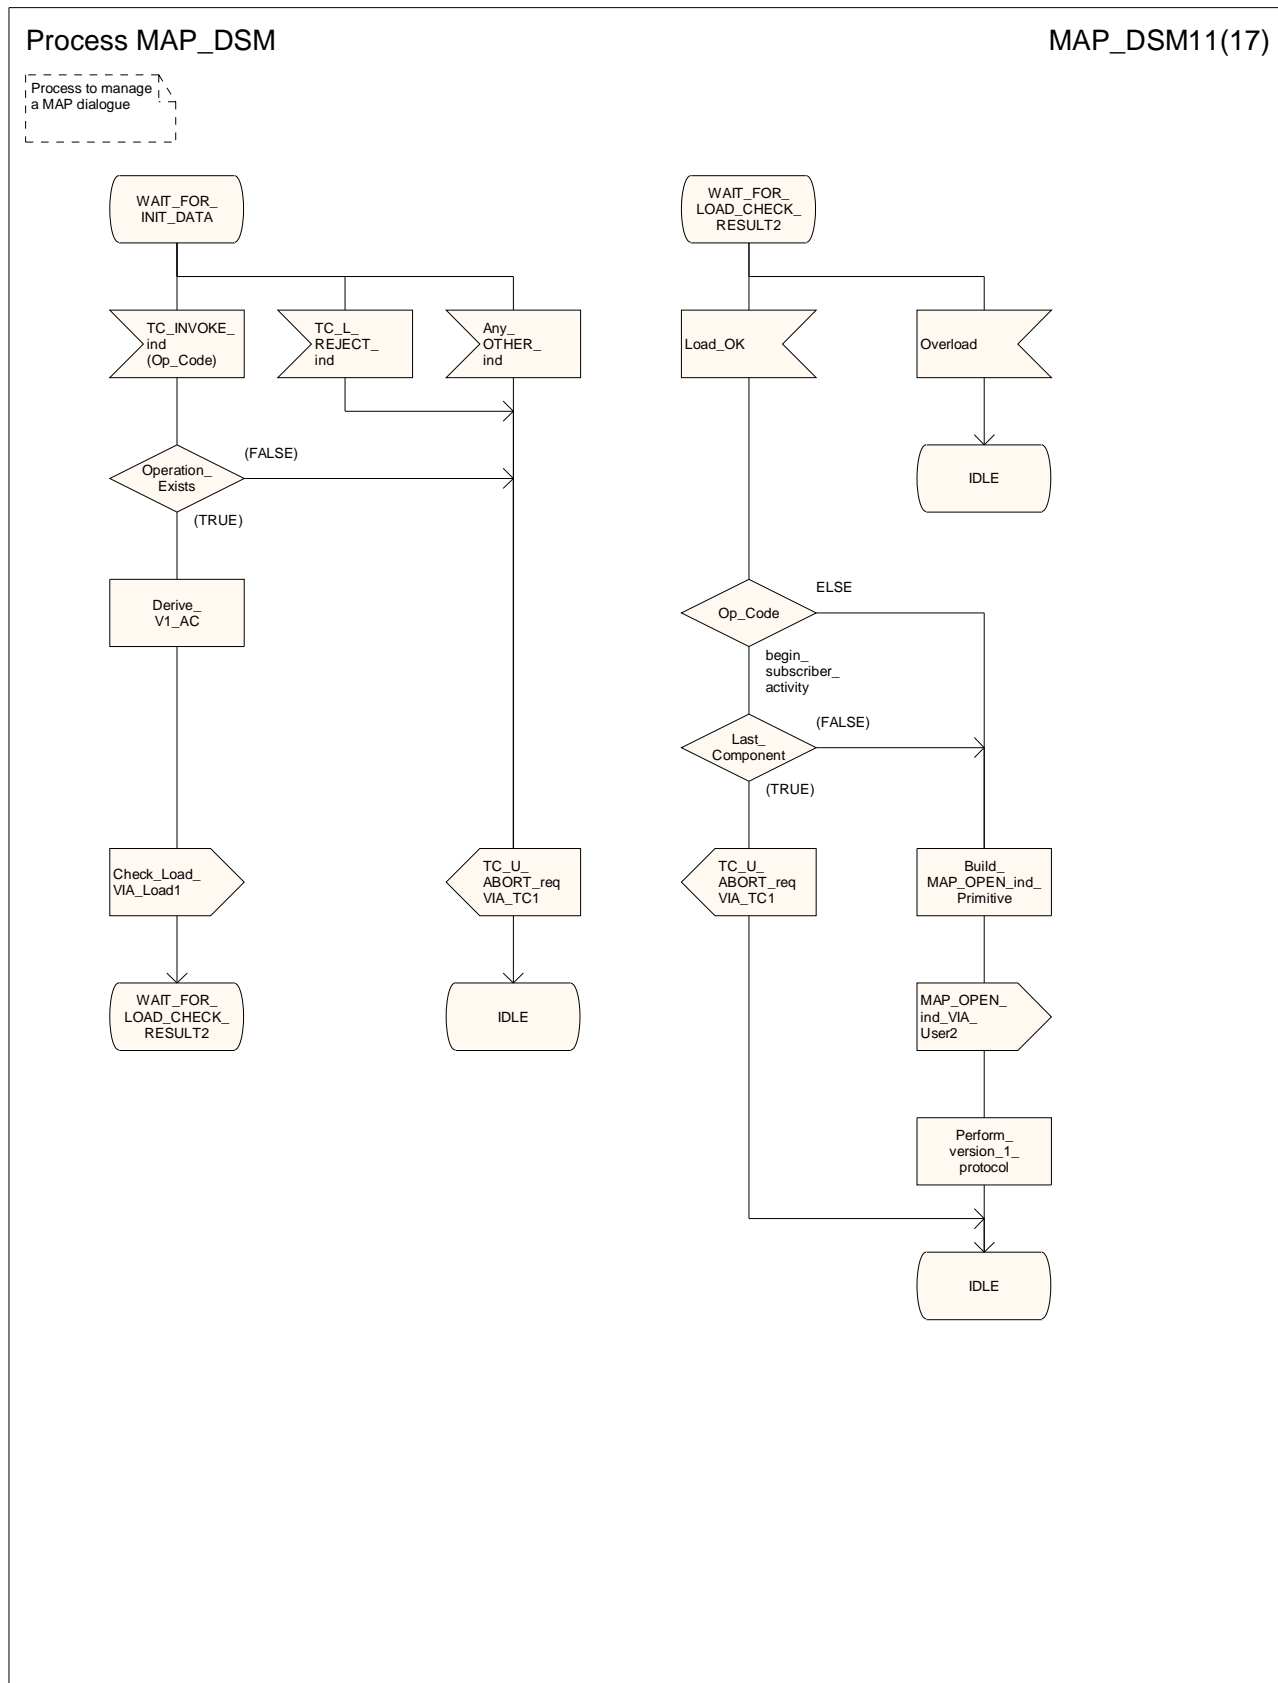 Process MAP_DSM
MAP_DSM11(17)
Process to manage
a MAP dialogue
WAIT_FOR_
INIT_DATA
TC_INVOKE_
ind
(Op_Code)
TC_L_
REJECT_
ind
Any_
OTHER_
ind
Operation_
Exists
(FALSE)
(TRUE)
Derive_
V1_AC
Check_Load_
VIA_Load1
WAIT_FOR_
LOAD_CHECK_
RESULT2
TC_U_
ABORT_req
VIA_TC1
IDLE
WAIT_FOR_
LOAD_CHECK_
RESULT2
Load_OK
Overload
IDLE
Op_Code
ELSE
begin_
subscriber_
activity
Last_
Component
(FALSE)
(TRUE)
TC_U_
ABORT_req
VIA_TC1
Build_
MAP_OPEN_ind_
Primitive
MAP_OPEN_
ind_VIA_
User2
Perform_
version_1_
protocol
IDLE